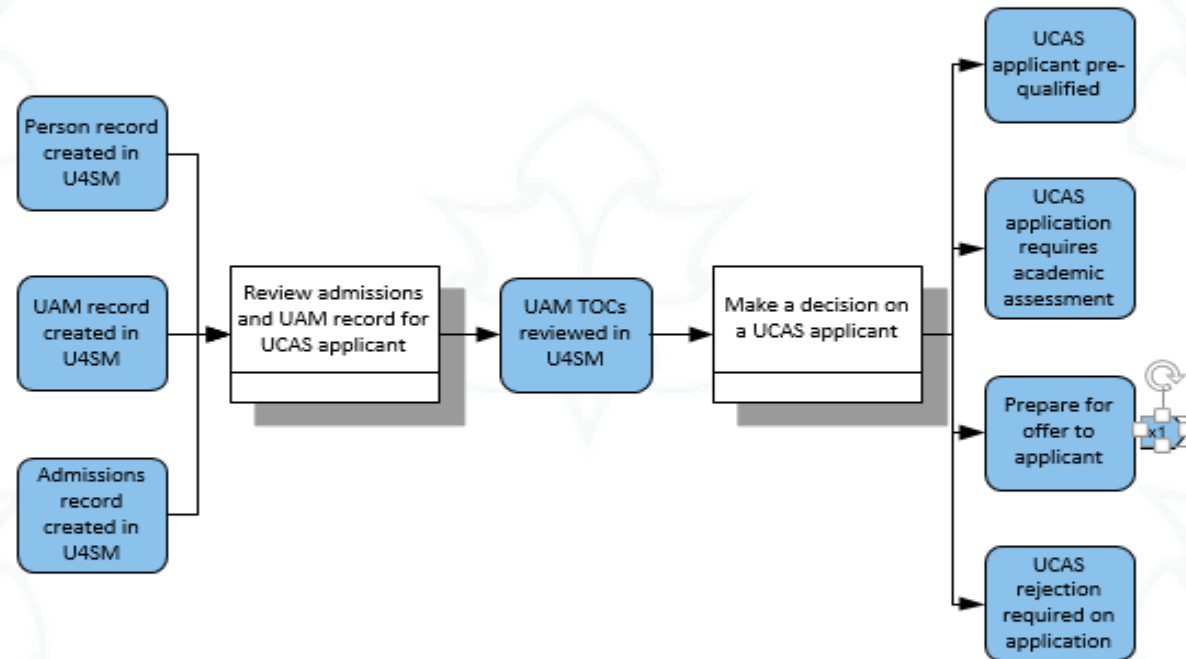 Person record
created in
U4SM
UAM record
created in
U4SM
Admissions
record
created in
U4SM
Review admissions
and UAM record for
UCAS applicant
UAM TOCs
reviewed in
U4SM
Make a decision on
a UCAS applicant
UCAS
applicant pre-
qualified
UCAS
application
requires
academic
assessment
Prepare for
offer to
applicant
x1
UCAS
rejection
required on
application